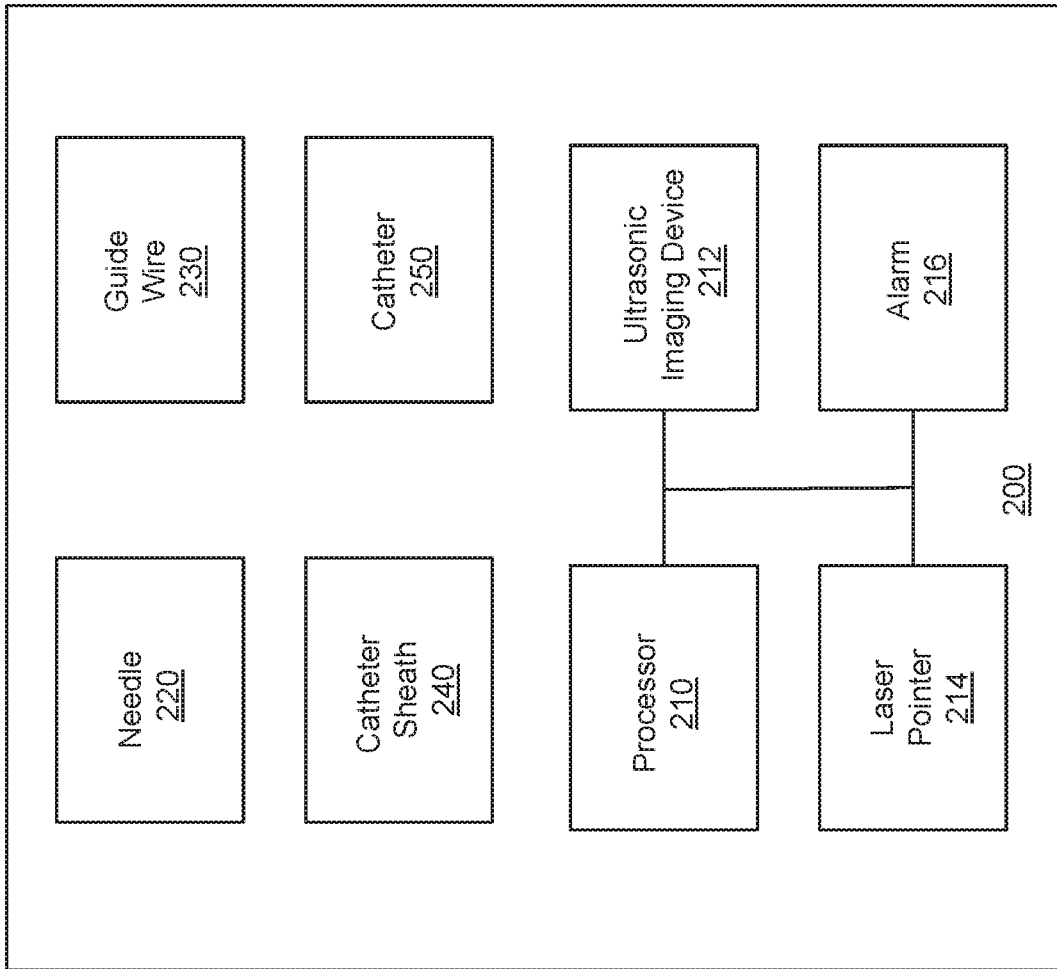 Needle
220
Guide
Wire
230
Catheter
Sheath
240
Catheter
250
Processor
210
Ultrasonic
Imaging Device
212
Laser
Pointer
214
Alarm
216
200